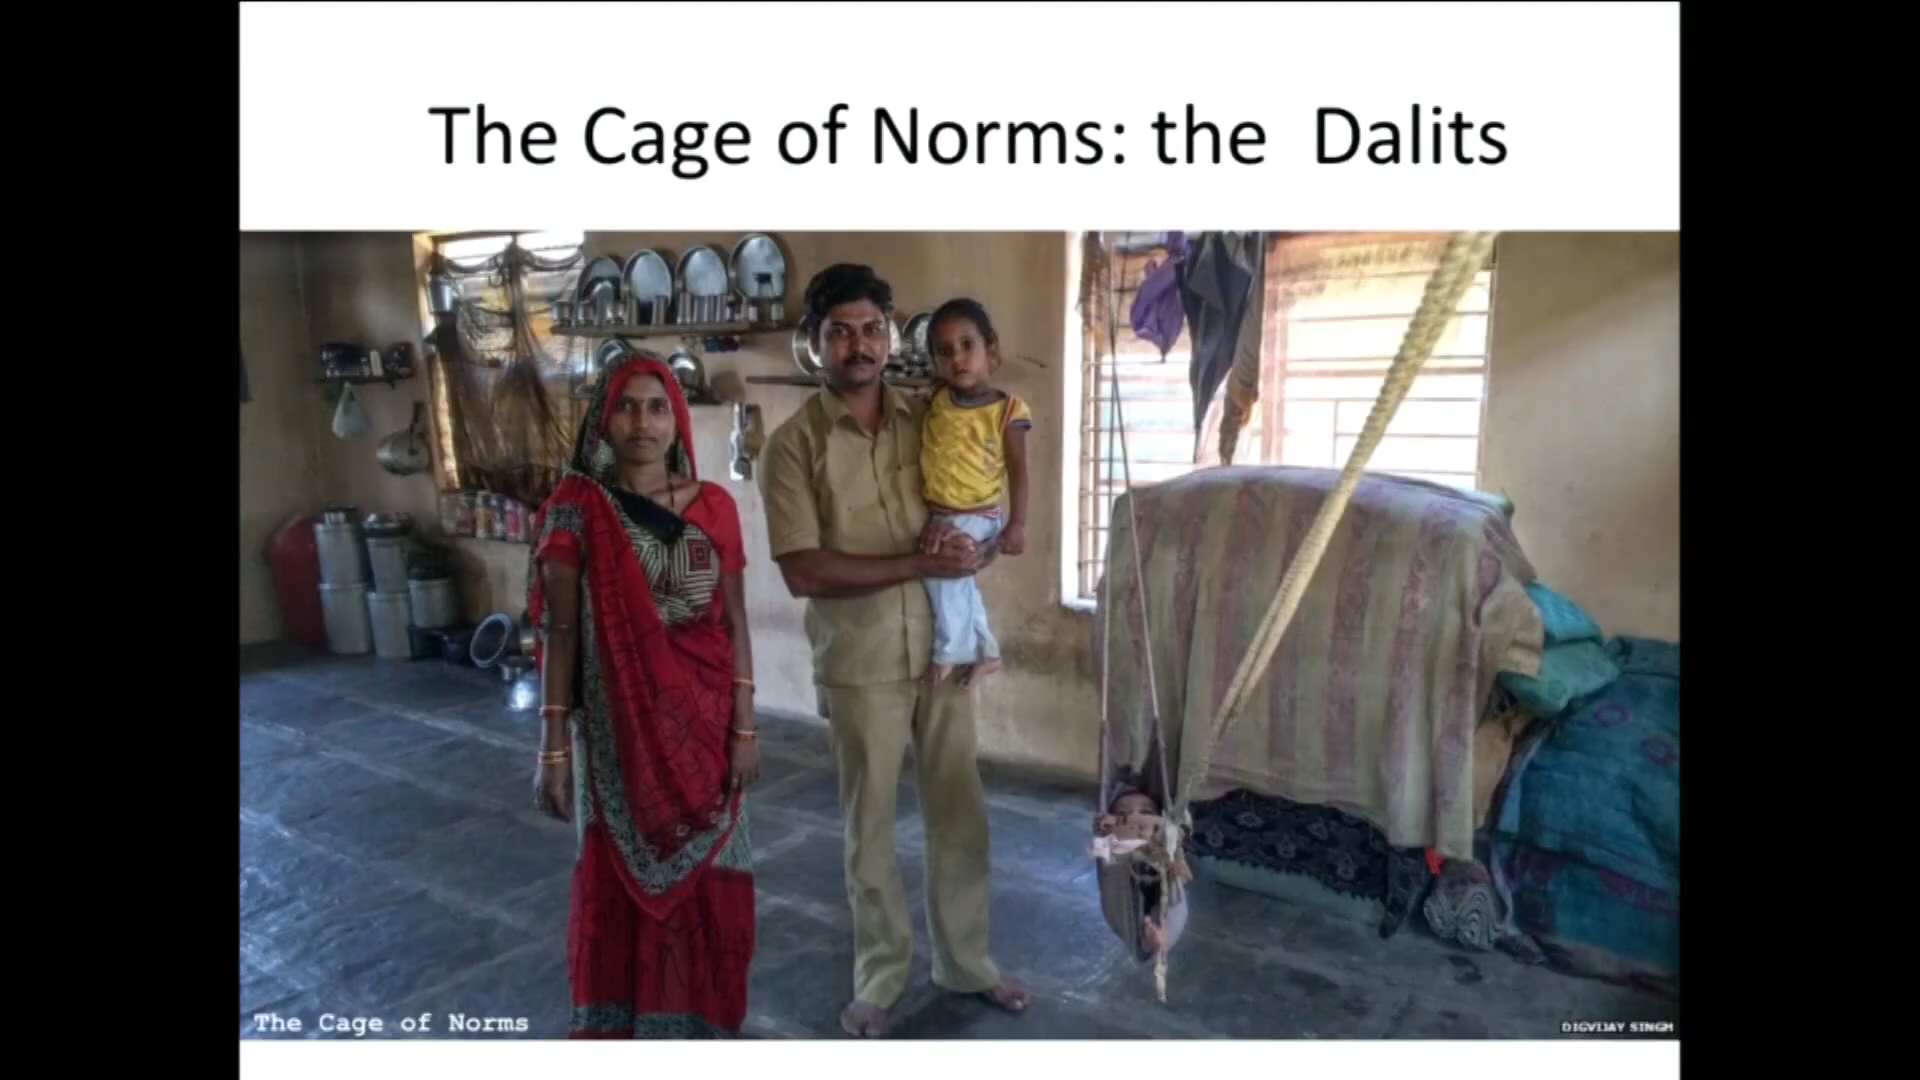 The Cage of Norms: the  Dalits
The Cage of Norms
DIGVIJAY SINGH